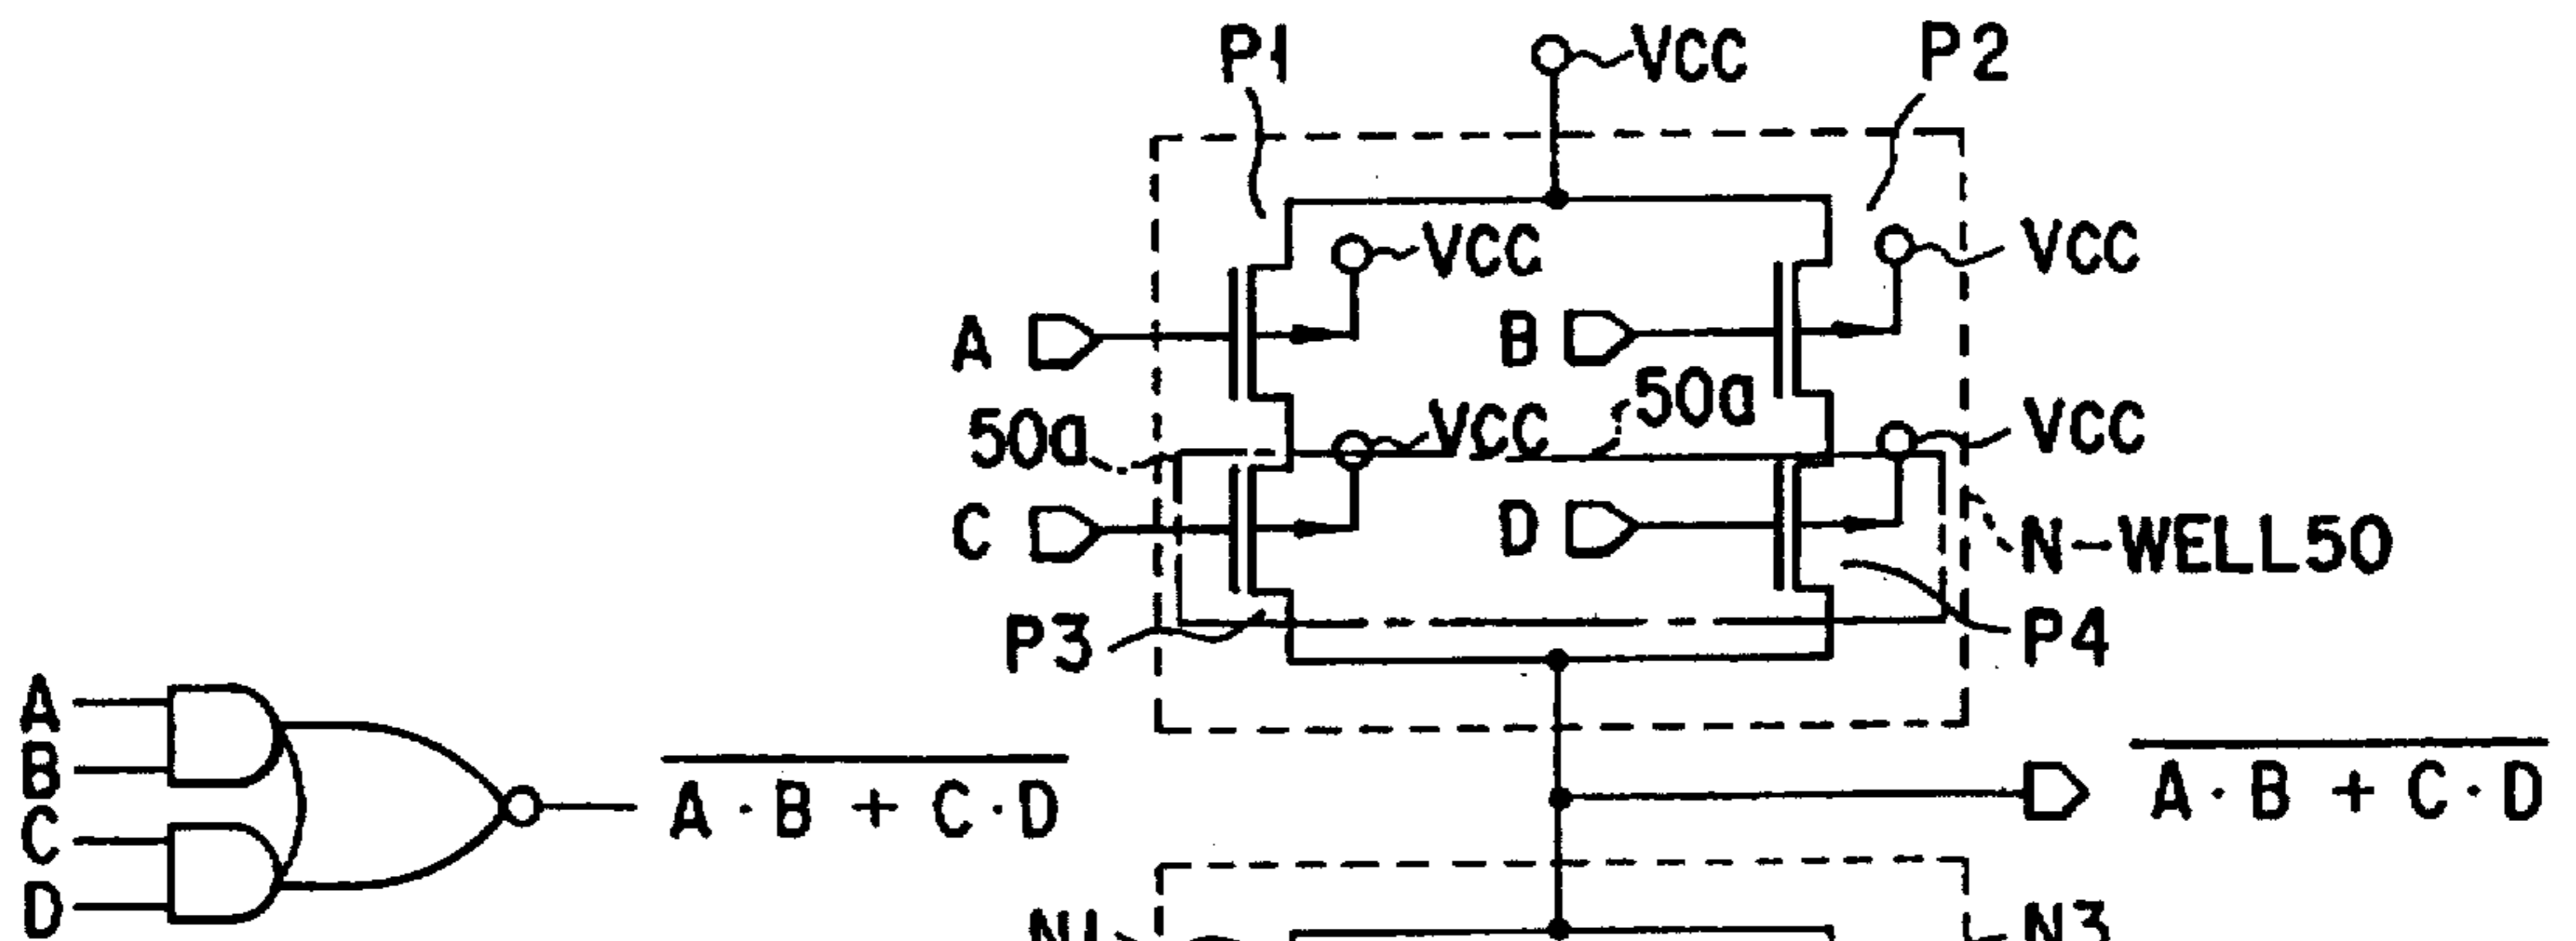 P1
VCC
P2
VCC
VCC
A
B
50a
50a
VCC
VCC
C
D
N-WELL50
P3
P4
A
B
C
D
A·B + C·D
A·B + C·D
N1
N3